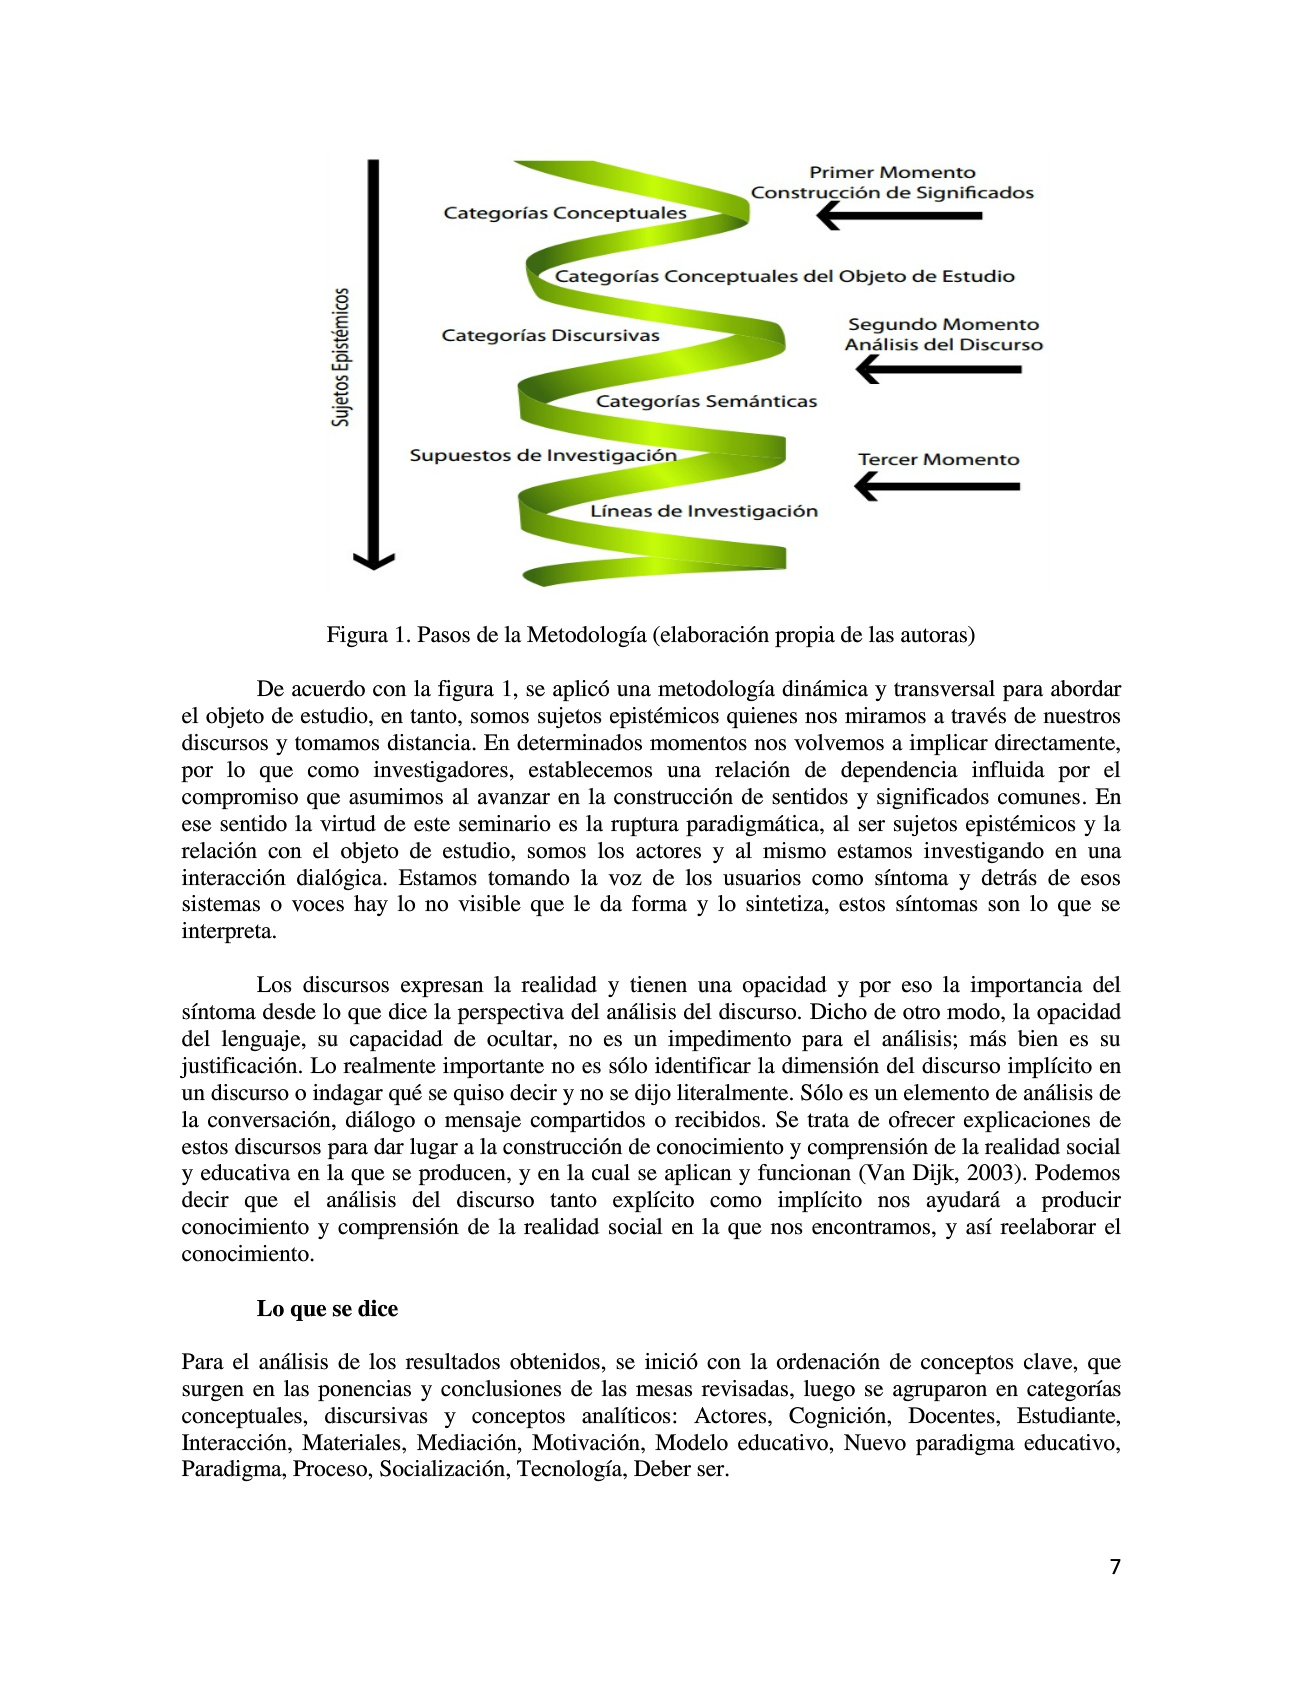 Primer Momento
Construcción de Significados
Categorías Conceptuales
Categorías Conceptuales del Objeto de Estudio
Sujetos Epistémicos
Segundo Momento
Análisis del Discurso
Categorías Discursivas
Categorías Semánticas
Supuestos de Investigación
Tercer Momento
Líneas de Investigación
Figura 1. Pasos de la Metodología (elaboración propia de las autoras)
De acuerdo con la figura 1, se aplicó una metodología dinámica y transversal para abordar
el objeto de estudio, en tanto, somos sujetos epistémicos quienes nos miramos a través de nuestros
discursos y tomamos distancia. En determinados momentos nos volvemos a implicar directamente,
por lo que como investigadores, establecemos una relación de dependencia influida por el
compromiso que asumimos al avanzar en la construcción de sentidos y significados comunes. En
ese sentido la virtud de este seminario es la ruptura paradigmática, al ser sujetos epistémicos y la
relación con el objeto de estudio, somos los actores y al mismo estamos investigando en una
interacción dialógica. Estamos tomando la voz de los usuarios como síntoma y detrás de esos
sistemas o voces hay lo no visible que le da forma y lo sintetiza, estos síntomas son lo que se
interpreta.
Los discursos expresan la realidad y tienen una opacidad y por eso la importancia del
síntoma desde lo que dice la perspectiva del análisis del discurso. Dicho de otro modo, la opacidad
del lenguaje, su capacidad de ocultar, no es un impedimento para el análisis; más bien es su
justificación. Lo realmente importante no es sólo identificar la dimensión del discurso implícito en
un discurso o indagar qué se quiso decir y no se dijo literalmente. Sólo es un elemento de análisis de
la conversación, diálogo o mensaje compartidos o recibidos. Se trata de ofrecer explicaciones de
estos discursos para dar lugar a la construcción de conocimiento y comprensión de la realidad social
y educativa en la que se producen, y en la cual se aplican y funcionan (Van Dijk, 2003). Podemos
decir que el análisis del discurso tanto explícito como implícito nos ayudará a producir
conocimiento y comprensión de la realidad social en la que nos encontramos, y así reelaborar el
conocimiento.
Lo que se dice
Para el análisis de los resultados obtenidos, se inició con la ordenación de conceptos clave, que
surgen en las ponencias y conclusiones de las mesas revisadas, luego se agruparon en categorías
conceptuales, discursivas y conceptos analíticos: Actores, Cognición, Docentes, Estudiante,
Interacción, Materiales, Mediación, Motivación, Modelo educativo, Nuevo paradigma educativo,
Paradigma, Proceso, Socialización, Tecnología, Deber ser.
7